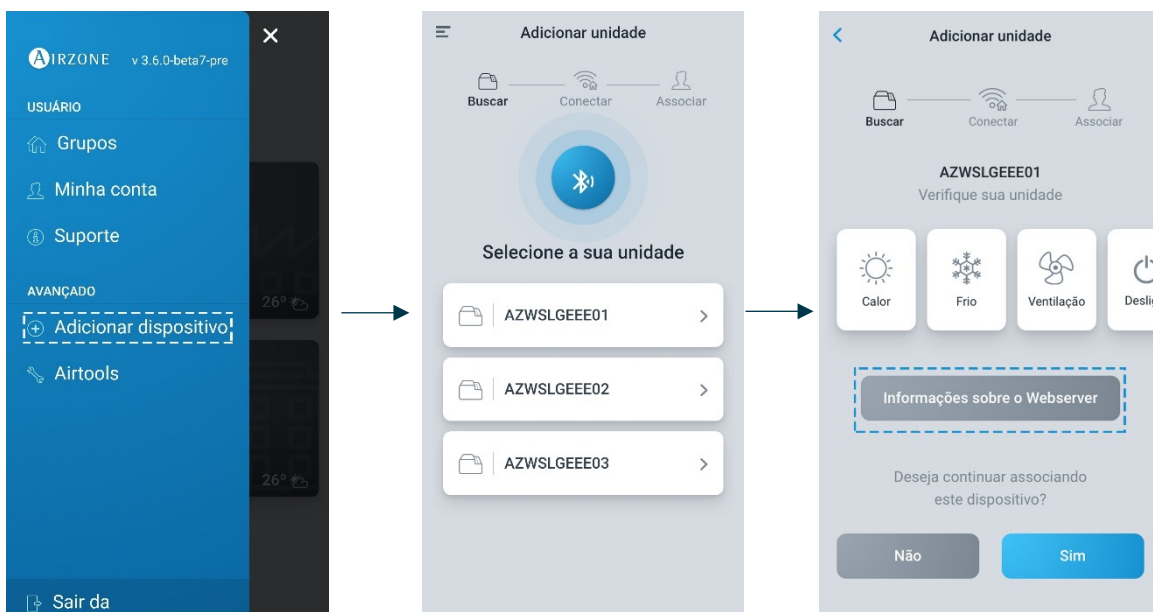 AIRZONE v 3.6.0-beta7-pre
USUÁRIO
Grupos
Minha conta
Suporte
AVANÇADO
Adicionar dispositivo
Airtools
Sair da
26°
26°
Adicionar unidade
Buscar Conectar Associar
Selecione a sua unidade
AZWSLGEEE01
AZWSLGEEE02
AZWSLGEEE03
Adicionar unidade
Buscar Conectar Associar
AZWSLGEEE01
Verifique sua unidade
Calor Frio Ventilação
Informações sobre o Webserver
Deseja continuar associando
este dispositivo?
Não Sim